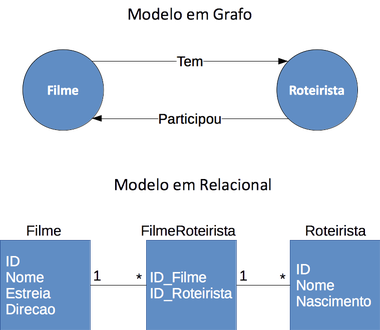 Modelo em Grafo
Tem
Filme
Roteirista
Participou
Modelo em Relacional
Filme
FilmeRoteirista
Roteirista
ID
Nome
Estreia
Direcao
1
*
ID_Filme
ID_Roteirista
1
*
ID
Nome
Nascimento